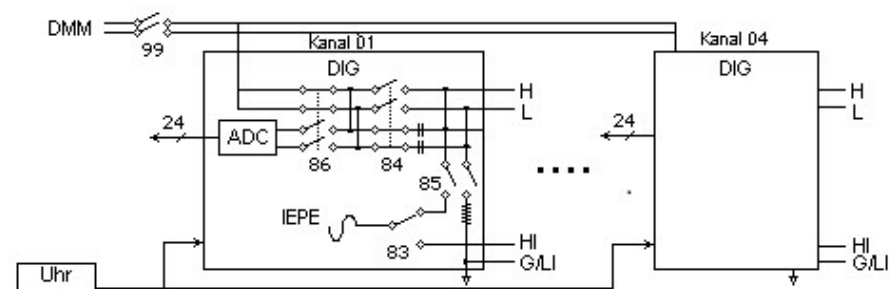 DMM
99
Kanal 01
Kanal 04
DIG
DIG
H
L
H
L
24
ADC
24
86
84
85
IEPE
83
HI
G/LI
HI
G/LI
Uhr